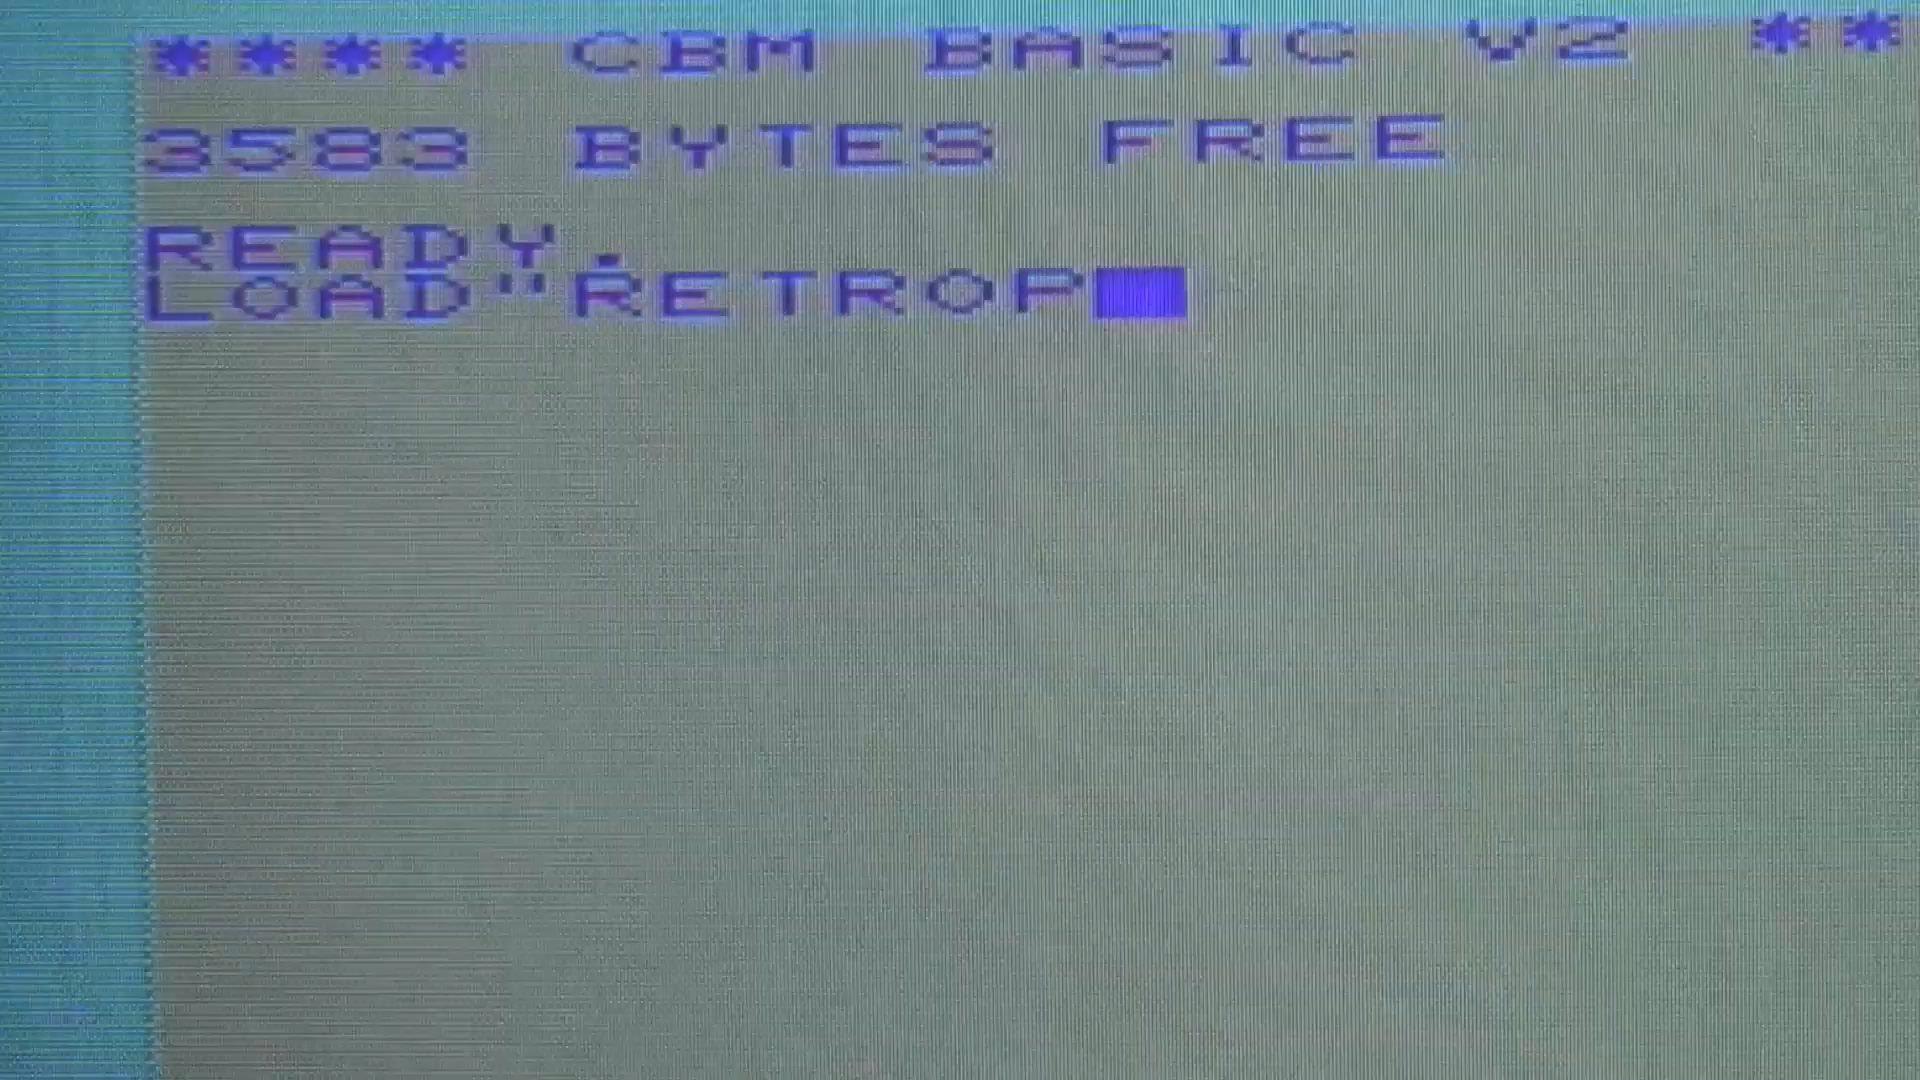 **** CBM BASIC V2 **
3583 BYTES FREE
READY.
LOAD"RETROP